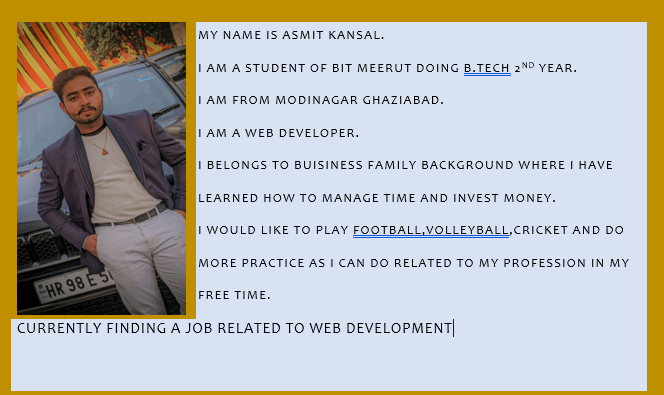 MY NAME IS ASMIT KANSAL.
I AM A STUDENT OF BIT MEERUT DOING B.TECH 2ND YEAR.
I AM FROM MODINAGAR GHAZIABAD.
I AM A WEB DEVELOPER.
I BELONGS TO BUISINESS FAMILY BACKGROUND WHERE I HAVE
LEARNED HOW TO MANAGE TIME AND INVEST MONEY.
I WOULD LIKE TO PLAY FOOTBALL,VOLLEYBALL,CRICKET AND DO
MORE PRACTICE AS I CAN DO RELATED TO MY PROFESSION IN MY
FREE TIME.
HR 98 E 5
CURRENTLY FINDING A JOB RELATED TO WEB DEVELOPMENT